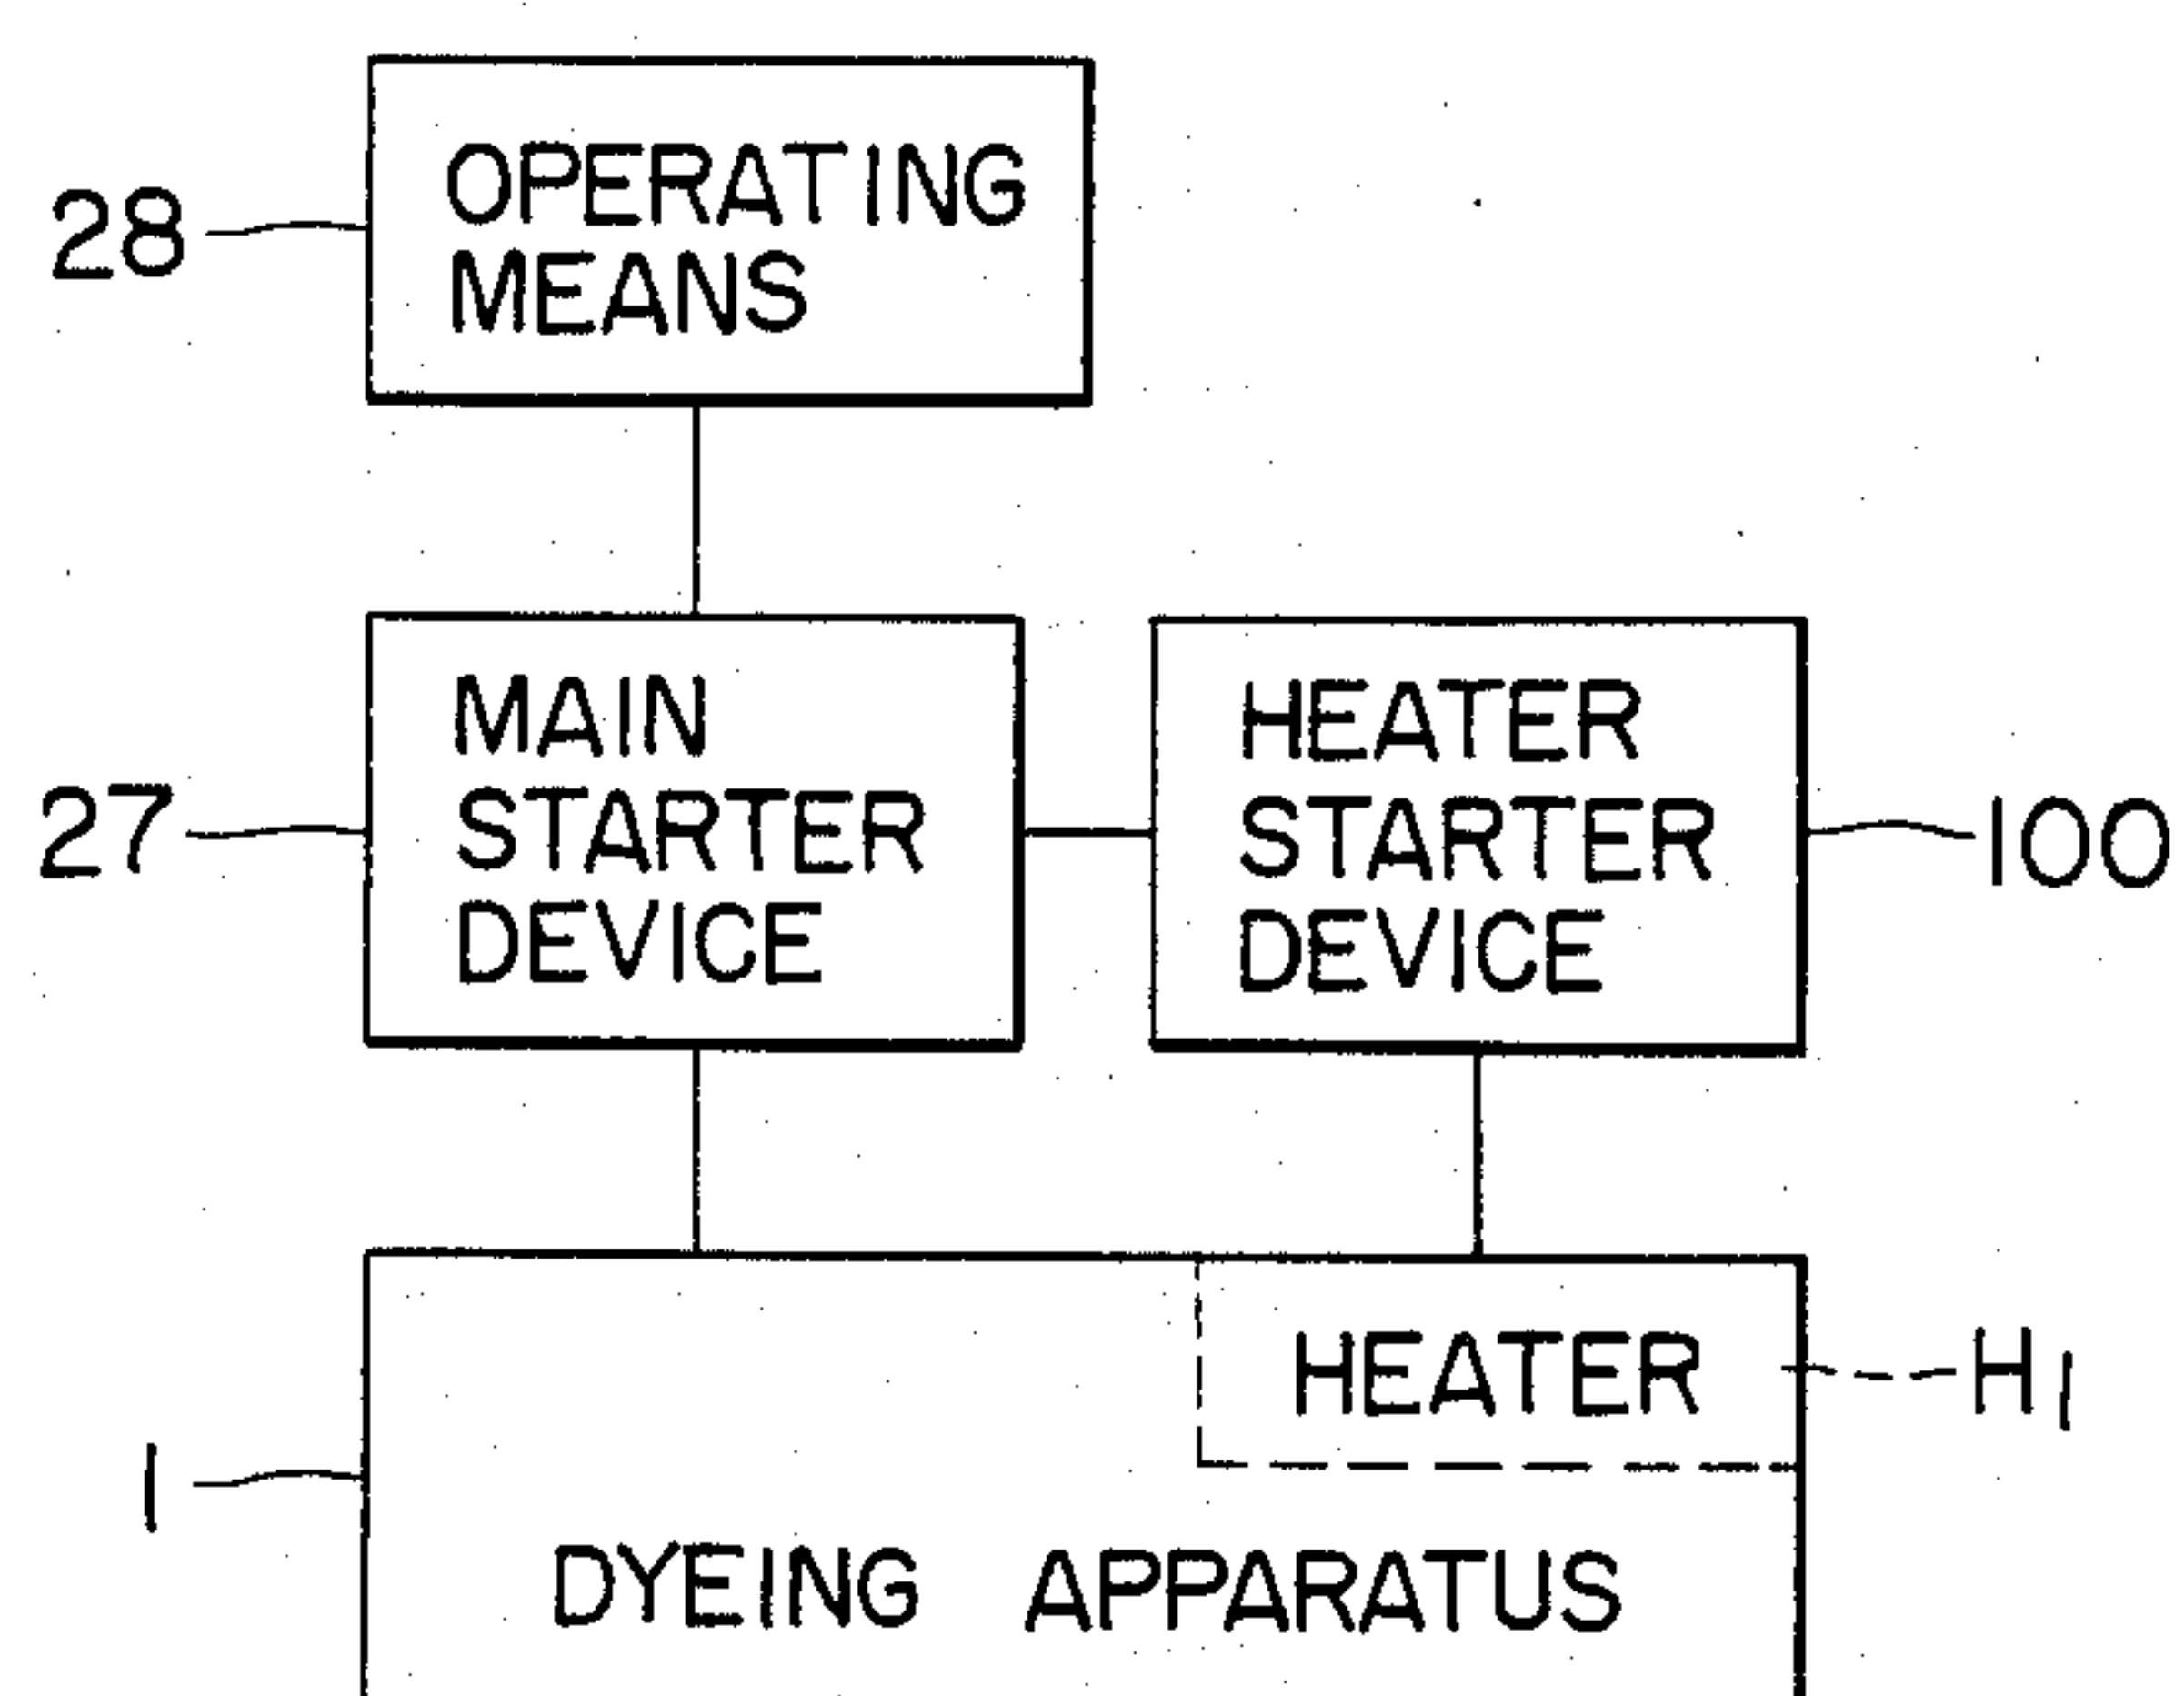 28
OPERATING
MEANS
27
MAIN
STARTER
DEVICE
HEATER
STARTER
DEVICE
100
HEATER
H1
1
DYEING APPARATUS